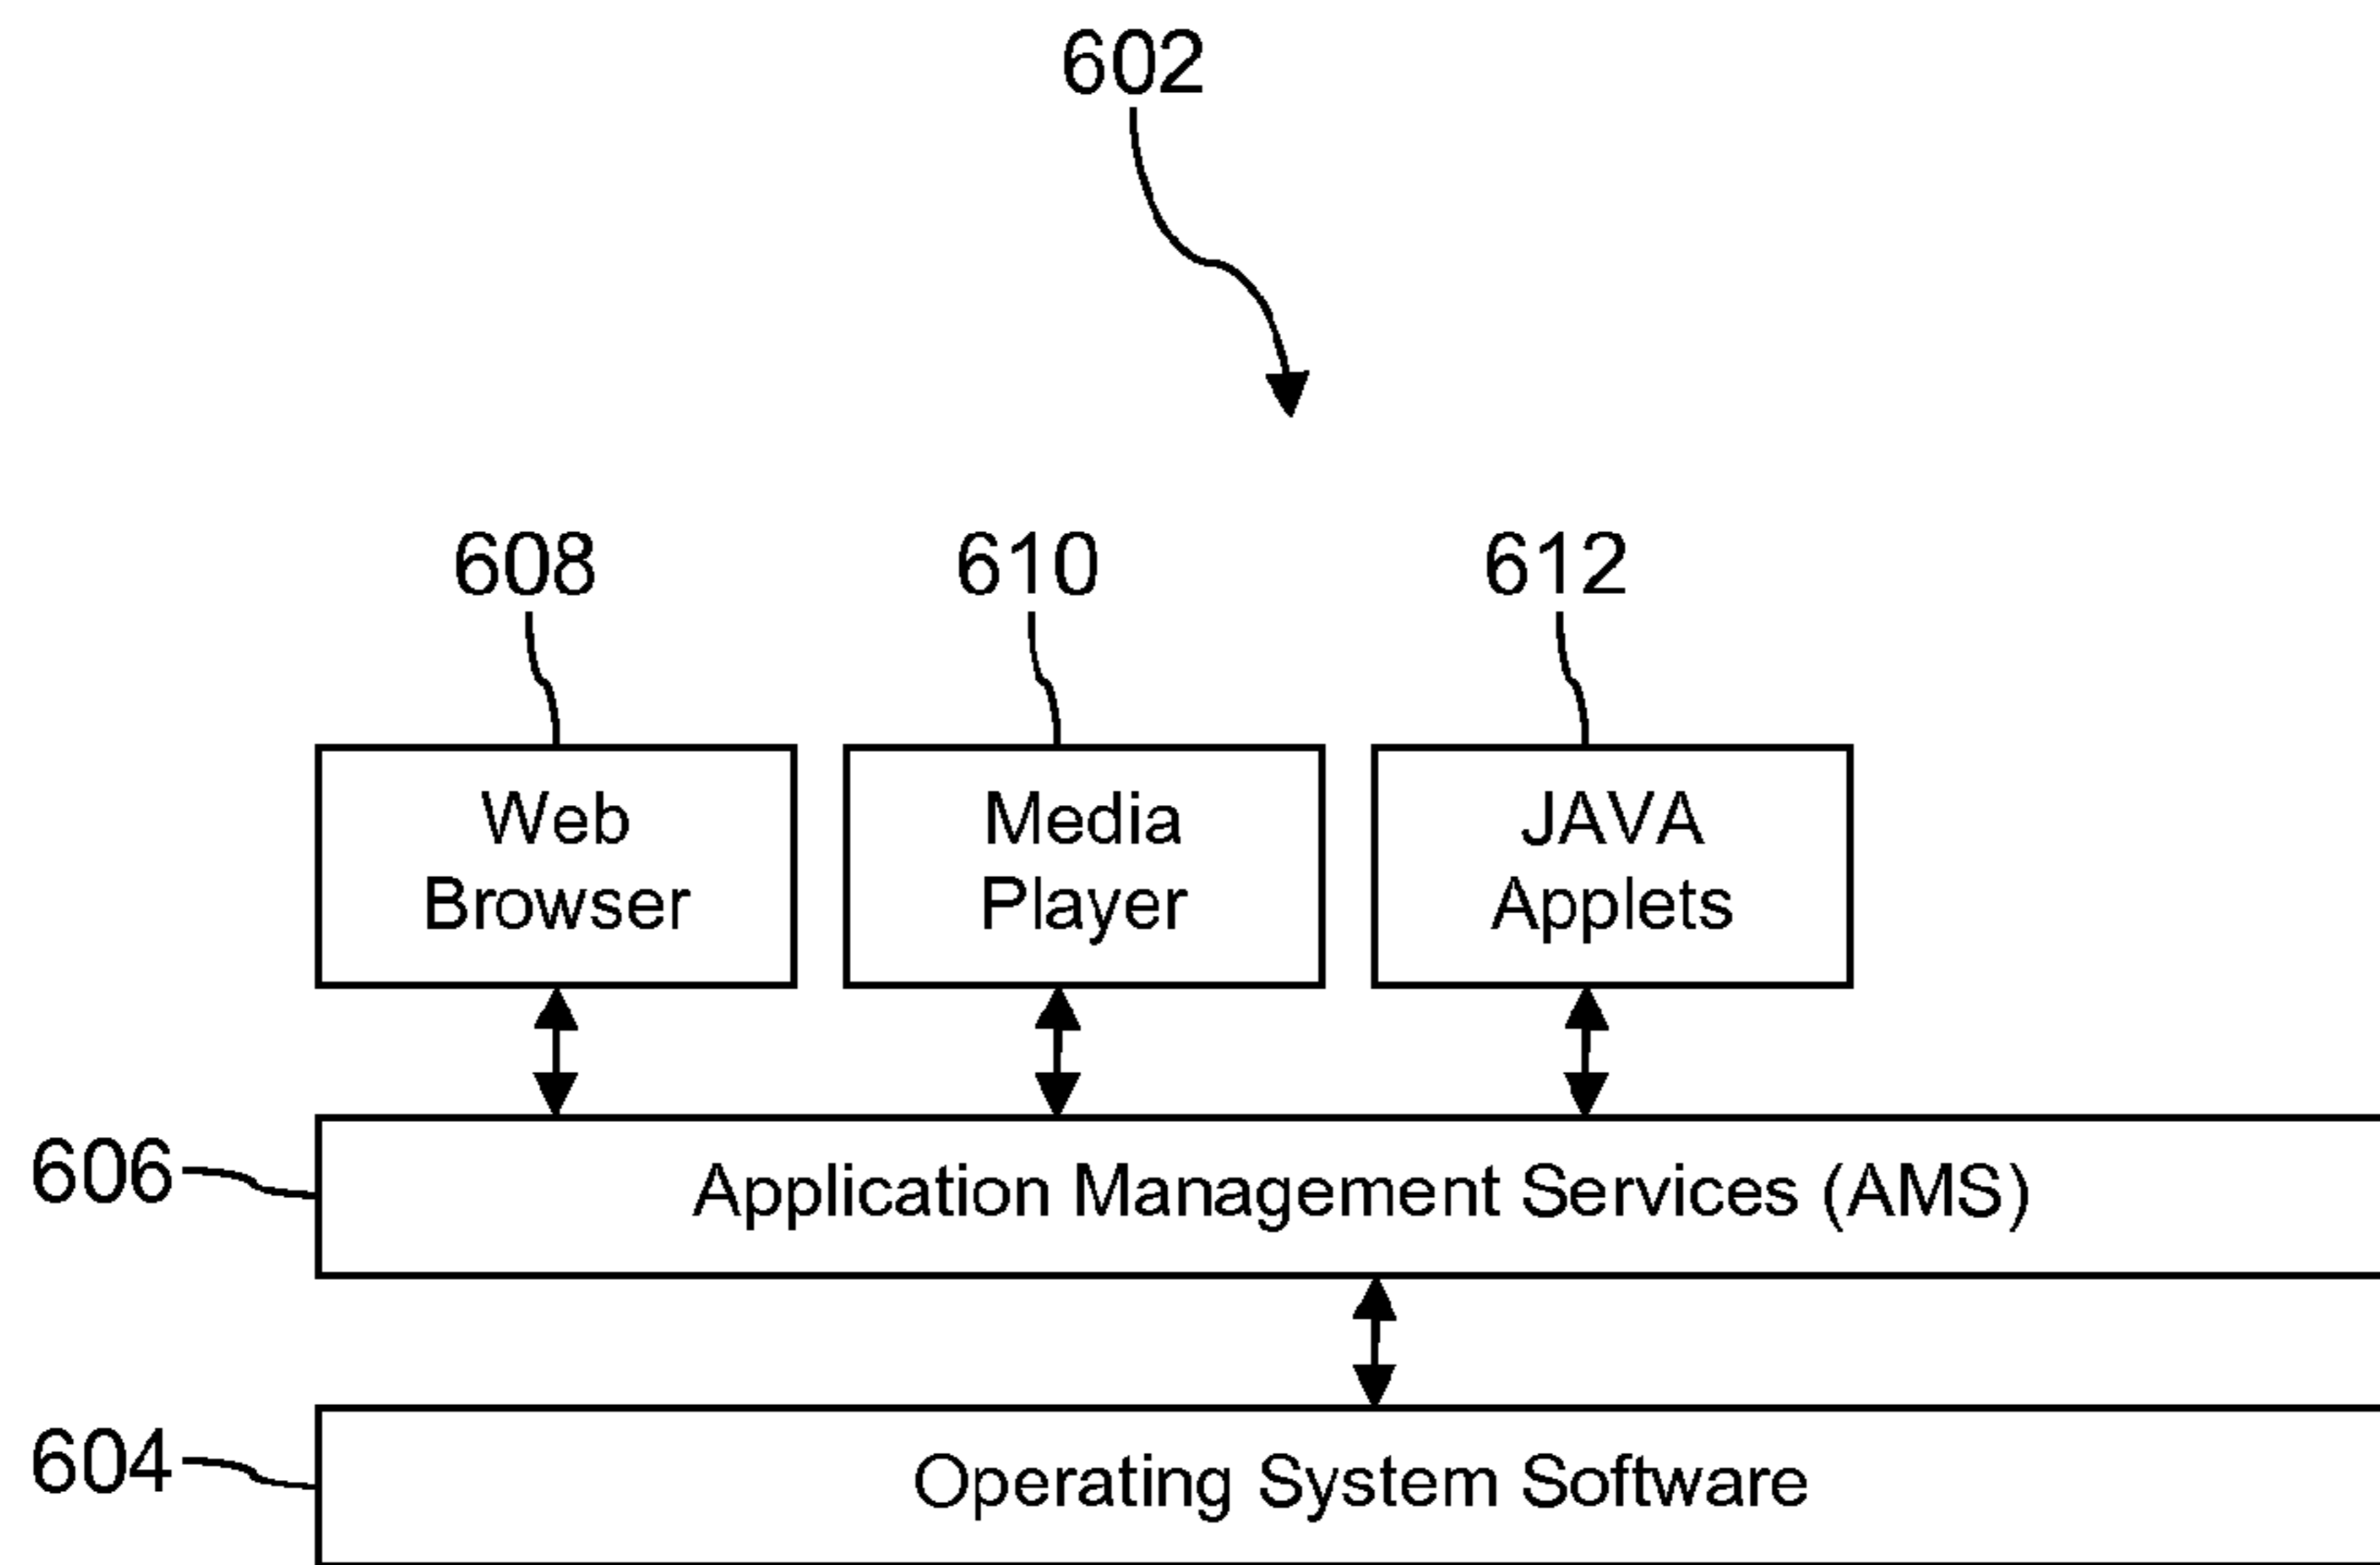 602
608
610
612
Web
Browser
Media
Player
JAVA
Applets
606
Application Management Services (AMS)
604
Operating System Software